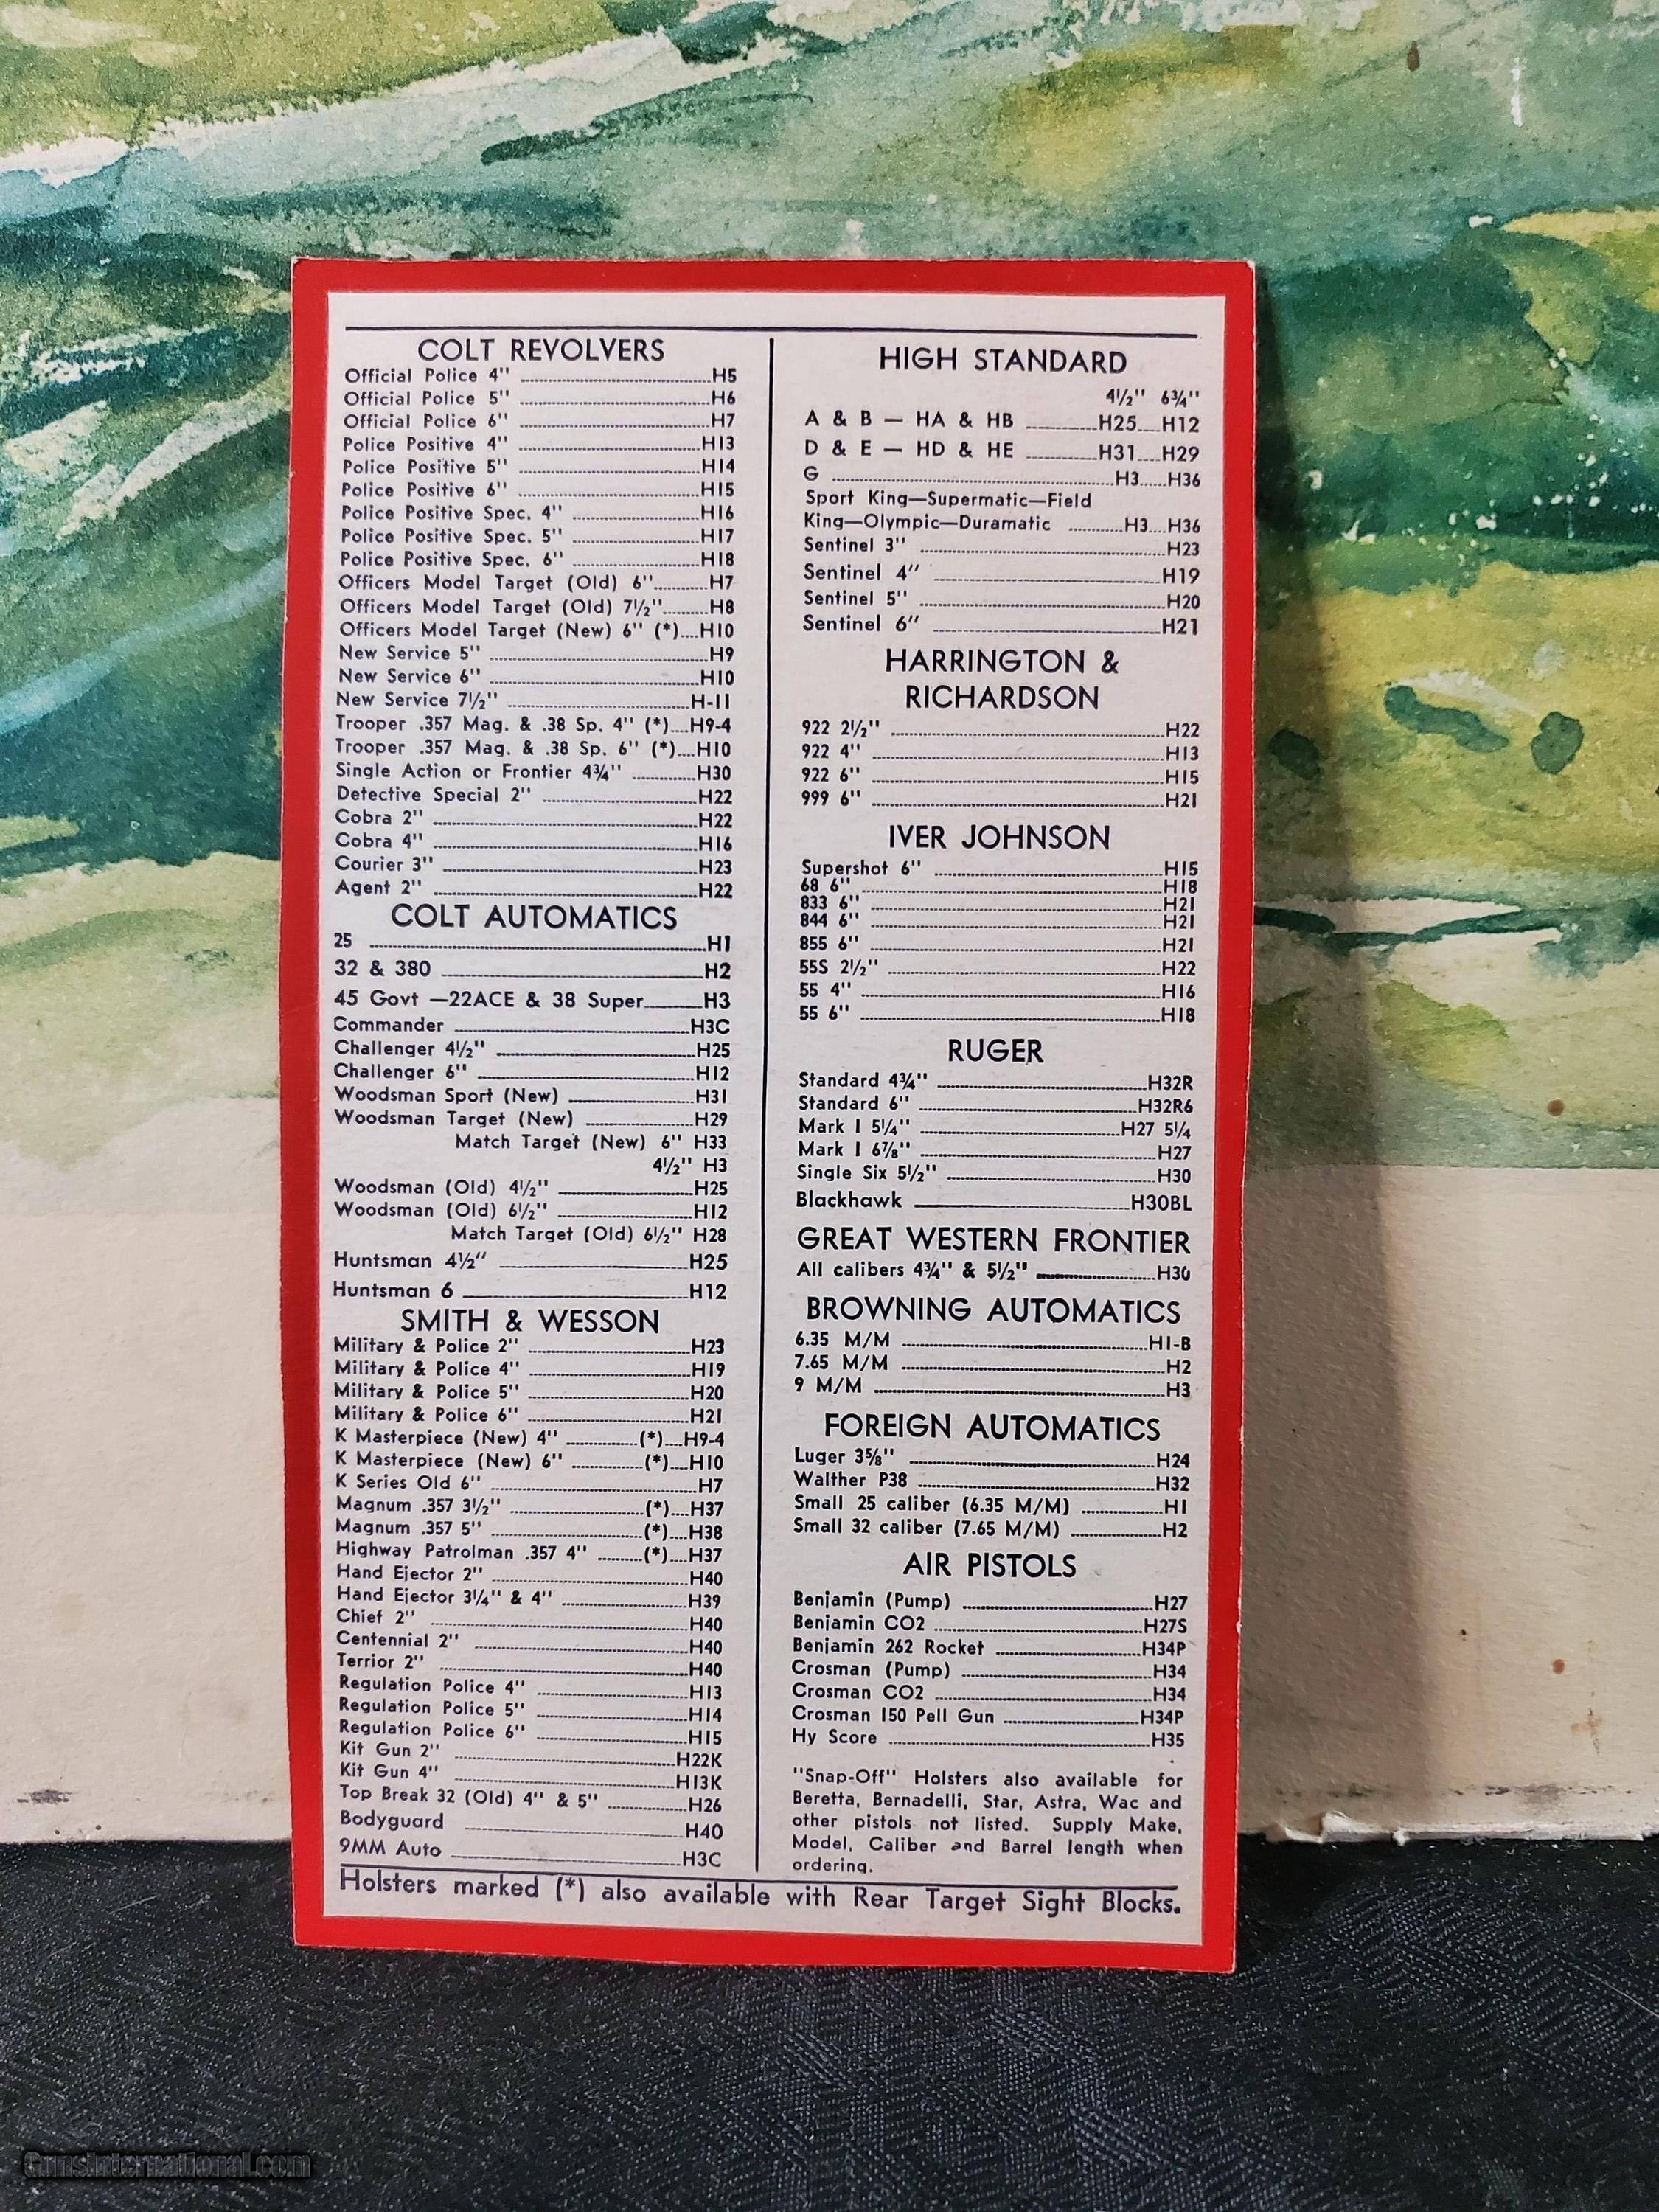 COLT REVOLVERS
Official Police 4" H5
Official Police 5" H6
Official Police 6" H7
Police Positive 4" H13
Police Positive 5" H14
Police Positive 6" H15
Police Positive Spec. 4" H16
Police Positive Spec. 5" H17
Police Positive Spec. 6" H18
Officers Model Target (Old) 6" H7
Officers Model Target (Old) 7½" H8
Officers Model Target (New) 6" (*) H10
New Service 5" H9
New Service 6" H10
New Service 7½" H-11
Trooper .357 Mag. & .38 Sp. 4" (*) H9-4
Trooper .357 Mag. & .38 Sp. 6" (*) H10
Single Action or Frontier 4¾" H30
Detective Special 2" H22
Cobra 2" H22
Cobra 4" H16
Courier 3" H23
Agent 2" H22
COLT AUTOMATICS
25 H1
32 & 380 H2
45 Govt —22ACE & 38 Super H3
Commander H3C
Challenger 4½" H25
Challenger 6" H12
Woodsman Sport (New) H31
Woodsman Target (New) H29
Match Target (New) 6" H33
4½" H3
Woodsman (Old) 4½" H25
Woodsman (Old) 6½" H12
Match Target (Old) 6½" H28
Huntsman 4½" H25
Huntsman 6 H12
SMITH & WESSON
Military & Police 2" H23
Military & Police 4" H19
Military & Police 5" H20
Military & Police 6" H21
K Masterpiece (New) 4" (*) H9-4
K Masterpiece (New) 6" (*) H10
K Series Old 6" H7
Magnum .357 3½" (*) H37
Magnum .357 5" (*) H38
Highway Patrolman .357 4" (*) H37
Hand Ejector 2" H40
Hand Ejector 3¼" & 4" H39
Chief 2" H40
Centennial 2" H40
Terrior 2" H40
Regulation Police 4" H13
Regulation Police 5" H14
Regulation Police 6" H15
Kit Gun 2" H22K
Kit Gun 4" H13K
Top Break 32 (Old) 4" & 5" H26
Bodyguard H40
9MM Auto H3C
HIGH STANDARD
4½" 6¾"
A & B — HA & HB H25 H12
D & E — HD & HE H31 H29
G H3 H36
Sport King—Supermatic—Field
King—Olympic—Duramatic H3 H36
Sentinel 3" H23
Sentinel 4" H19
Sentinel 5" H20
Sentinel 6" H21
HARRINGTON &
RICHARDSON
922 2½" H22
922 4" H13
922 6" H15
999 6" H21
IVER JOHNSON
Supershot 6" H15
68 6" H18
833 6" H21
844 6" H21
855 6" H21
55S 2½" H22
55 4" H16
55 6" H18
RUGER
Standard 4¾" H32R
Standard 6" H32R6
Mark I 5¼" H27 5¼
Mark I 6⅞" H27
Single Six 5½" H30
Blackhawk H30BL
GREAT WESTERN FRONTIER
All calibers 4¾" & 5½" H30
BROWNING AUTOMATICS
6.35 M/M H1-B
7.65 M/M H2
9 M/M H3
FOREIGN AUTOMATICS
Luger 3⅝" H24
Walther P38 H32
Small 25 caliber (6.35 M/M) H1
Small 32 caliber (7.65 M/M) H2
AIR PISTOLS
Benjamin (Pump) H27
Benjamin CO2 H27S
Benjamin 262 Rocket H34P
Crosman (Pump) H34
Crosman CO2 H34
Crosman 150 Pell Gun H34P
Hy Score H35
"Snap-Off" Holsters also available for
Beretta, Bernadelli, Star, Astra, Wac and
other pistols not listed. Supply Make,
Model, Caliber and Barrel length when
ordering.
Holsters marked (*) also available with Rear Target Sight Blocks.
GunsInternational.com